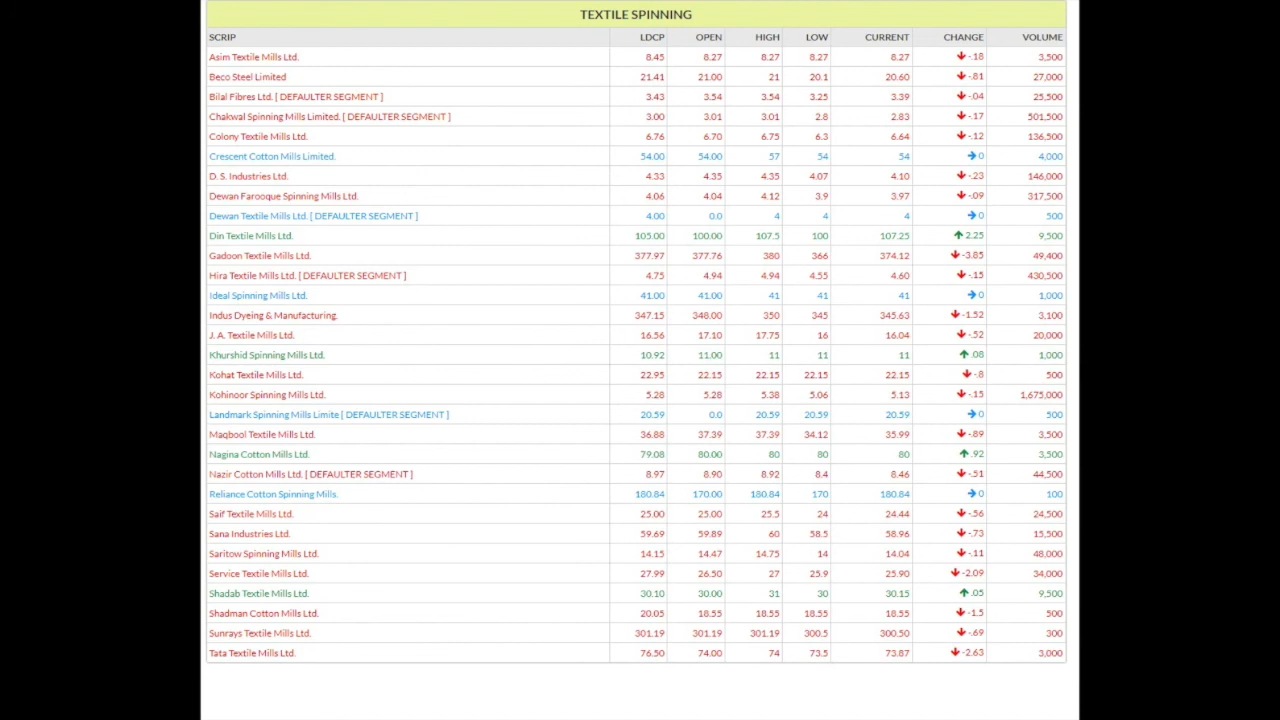 TEXTILE SPINNING
SCRIP LDCP OPEN HIGH LOW CURRENT CHANGE VOLUME
Asim Textile Mills Ltd. 8.45 8.27 8.27 8.27 8.27 -.18 3,500
Beco Steel Limited 21.41 21.00 21 20.1 20.60 -.81 27,000
Bilal Fibres Ltd. [ DEFAULTER SEGMENT ] 3.43 3.54 3.54 3.25 3.39 -.04 25,500
Chakwal Spinning Mills Limited. [ DEFAULTER SEGMENT ] 3.00 3.01 3.01 2.8 2.83 -.17 501,500
Colony Textile Mills Ltd. 6.76 6.70 6.75 6.3 6.64 -.12 136,500
Crescent Cotton Mills Limited. 54.00 54.00 57 54 54 0 4,000
D. S. Industries Ltd. 4.33 4.35 4.35 4.07 4.10 -.23 146,000
Dewan Farooque Spinning Mills Ltd. 4.06 4.04 4.12 3.9 3.97 -.09 317,500
Dewan Textile Mills Ltd. [ DEFAULTER SEGMENT ] 4.00 0.0 4 4 4 0 500
Din Textile Mills Ltd. 105.00 100.00 107.5 100 107.25 2.25 9,500
Gadoon Textile Mills Ltd. 377.97 377.76 380 366 374.12 -3.85 49,400
Hira Textile Mills Ltd. [ DEFAULTER SEGMENT ] 4.75 4.94 4.94 4.55 4.60 -.15 430,500
Ideal Spinning Mills Ltd. 41.00 41.00 41 41 41 0 1,000
Indus Dyeing & Manufacturing. 347.15 348.00 350 345 345.63 -1.52 3,100
J. A. Textile Mills Ltd. 16.56 17.10 17.75 16 16.04 -.52 20,000
Khurshid Spinning Mills Ltd. 10.92 11.00 11 11 11 .08 1,000
Kohat Textile Mills Ltd. 22.95 22.15 22.15 22.15 22.15 -.8 500
Kohinoor Spinning Mills Ltd. 5.28 5.28 5.38 5.06 5.13 -.15 1,675,000
Landmark Spinning Mills Limite [ DEFAULTER SEGMENT ] 20.59 0.0 20.59 20.59 20.59 0 500
Maqbool Textile Mills Ltd. 36.88 37.39 37.39 34.12 35.99 -.89 3,500
Nagina Cotton Mills Ltd. 79.08 80.00 80 80 80 .92 3,500
Nazir Cotton Mills Ltd. [ DEFAULTER SEGMENT ] 8.97 8.90 8.92 8.4 8.46 -.51 44,500
Reliance Cotton Spinning Mills. 180.84 170.00 180.84 170 180.84 0 100
Saif Textile Mills Ltd. 25.00 25.00 25.5 24 24.44 -.56 24,500
Sana Industries Ltd. 59.69 59.89 60 58.5 58.96 -.73 15,500
Saritow Spinning Mills Ltd. 14.15 14.47 14.75 14 14.04 -.11 48,000
Service Textile Mills Ltd. 27.99 26.50 27 25.9 25.90 -2.09 34,000
Shadab Textile Mills Ltd. 30.10 30.00 31 30 30.15 .05 9,500
Shadman Cotton Mills Ltd. 20.05 18.55 18.55 18.55 18.55 -1.5 500
Sunrays Textile Mills Ltd. 301.19 301.19 301.19 300.5 300.50 -.69 300
Tata Textile Mills Ltd. 76.50 74.00 74 73.5 73.87 -2.63 3,000